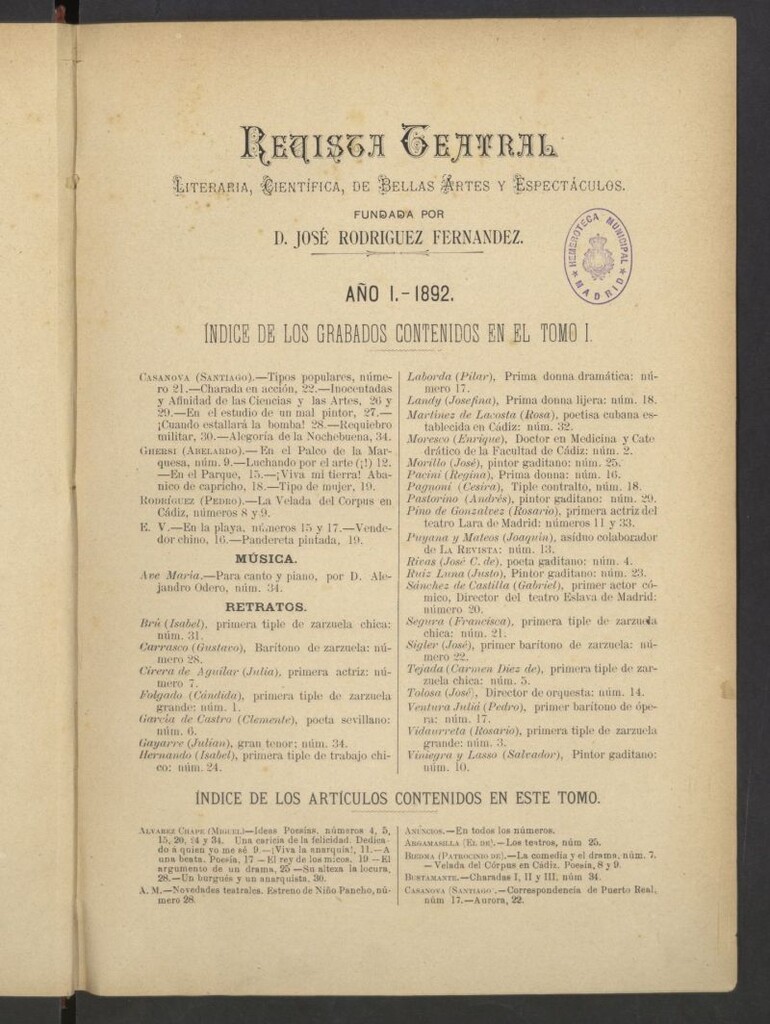 REVISTA TEATRAL
LITERARIA, CIENTÍFICA, DE BELLAS ARTES Y ESPECTÁCULOS.
FUNDADA POR
D. JOSÉ RODRIGUEZ FERNANDEZ.
HEMEROTECA MUNICIPAL
MADRID
AÑO I.-1892.
ÍNDICE DE LOS GRABADOS CONTENIDOS EN EL TOMO I.
CASANOVA (SANTIAGO).—Tipos populares, núme-
ro 21.—Charada en acción, 22.—Inocentadas
y Afinidad de las Ciencias y las Artes, 26 y
29.—En el estudio de un mal pintor, 27.—
¡Cuando estallará la bomba! 28.—Requiebro
militar, 30.—Alegoría de la Nochebuena, 34.
GHERSI (ABELARDO).—En el Palco de la Mar-
quesa, núm. 9.—Luchando por el arte (¡!) 12.
—En el Parque, 15.—¡Viva mi tierra! Aba-
nico de capricho, 18.—Tipo de mujer, 19.
RODRÍGUEZ (PEDRO).—La Velada del Corpus en
Cádiz, números 8 y 9.
E. V.—En la playa, números 15 y 17.—Vende-
dor chino, 16.—Pandereta pintada, 19.
MÚSICA.
Ave María.—Para canto y piano, por D. Ale-
jandro Odero, núm. 34.
RETRATOS.
Brú (Isabel), primera tiple de zarzuela chica:
núm. 31.
Carrasco (Gustavo), Barítono de zarzuela: nú-
mero 28.
Cirera de Aguilar (Julia), primera actriz: nú-
mero 7.
Folgado (Cándida), primera tiple de zarzuela
grande: núm. 1.
García de Castro (Clemente), poeta sevillano:
núm. 6.
Gayarre (Julian), gran tenor; núm. 34.
Hernando (Isabel), primera tiple de trabajo chi-
co: núm. 24.
Laborda (Pilar), Prima donna dramática: nú-
mero 17.
Landy (Josefina), Prima donna lijera: núm. 18.
Martinez de Lacosta (Rosa), poetisa cubana es-
tablecida en Cádiz: núm. 32.
Moresco (Enrique), Doctor en Medicina y Cate
drático de la Facultad de Cádiz: núm. 2.
Morillo (José), pintor gaditano: núm. 25.
Pacini (Regina), Prima donna: núm. 16.
Pagnoni (Cesira), Tiple contralto, núm. 18.
Pastorino (Andrés), pintor gaditano: núm. 29.
Pino de Gonzalvez (Rosario), primera actriz del
teatro Lara de Madrid: números 11 y 33.
Puyana y Mateos (Joaquin), asíduo colaborador
de LA REVISTA: núm. 13.
Rivas (José C. de), poeta gaditano: núm. 4.
Ruiz Luna (Justo), Pintor gaditano: núm. 23.
Sánchez de Castilla (Gabriel), primer actor có-
mico, Director del teatro Eslava de Madrid:
número 20.
Segura (Francisca), primera tiple de zarzuela
chica: núm. 21.
Sigler (José), primer barítono de zarzuela: nú-
mero 22.
Tejada (Carmen Diez de), primera tiple de zar-
zuela chica: núm. 5.
Tolosa (José), Director de orquesta: núm. 14.
Ventura Juliá (Pedro), primer barítono de ópe-
ra: núm. 17.
Vidaurreta (Rosario), primera tiple de zarzuela
grande: núm. 3.
Viniegra y Lasso (Salvador), Pintor gaditano:
núm. 10.
ÍNDICE DE LOS ARTÍCULOS CONTENIDOS EN ESTE TOMO.
ALVAREZ CHAPE (MIGUEL)—Ideas Poesías, números 4, 5,
15, 20, 24 y 34. Una caricia de la felicidad. Dedica-
do á quien yo me sé 9.—¡Viva la anarquía!, 11.—A
una beata. Poesía, 17—El rey de los micos. 19—El
argumento de un drama, 25—Su alteza la locura,
28.—Un burgués y un anarquista, 30.
A. M.—Novedades teatrales. Estreno de Niño Pancho, nú-
mero 28.
ANUNCIOS.—En todos los números.
ARGAMASILLA (EL DE).—Los teatros, núm 25.
BIEDMA (PATROCINIO DE).—La comedia y el drama, núm. 7.
—Velada del Córpus en Cádiz. Poesía, 8 y 9.
BUSTAMANTE.—Charadas I, II y III, núm 34.
CASANOVA (SANTIAGO.—Correspondencia de Puerto Real,
núm 17.—Aurora, 22.